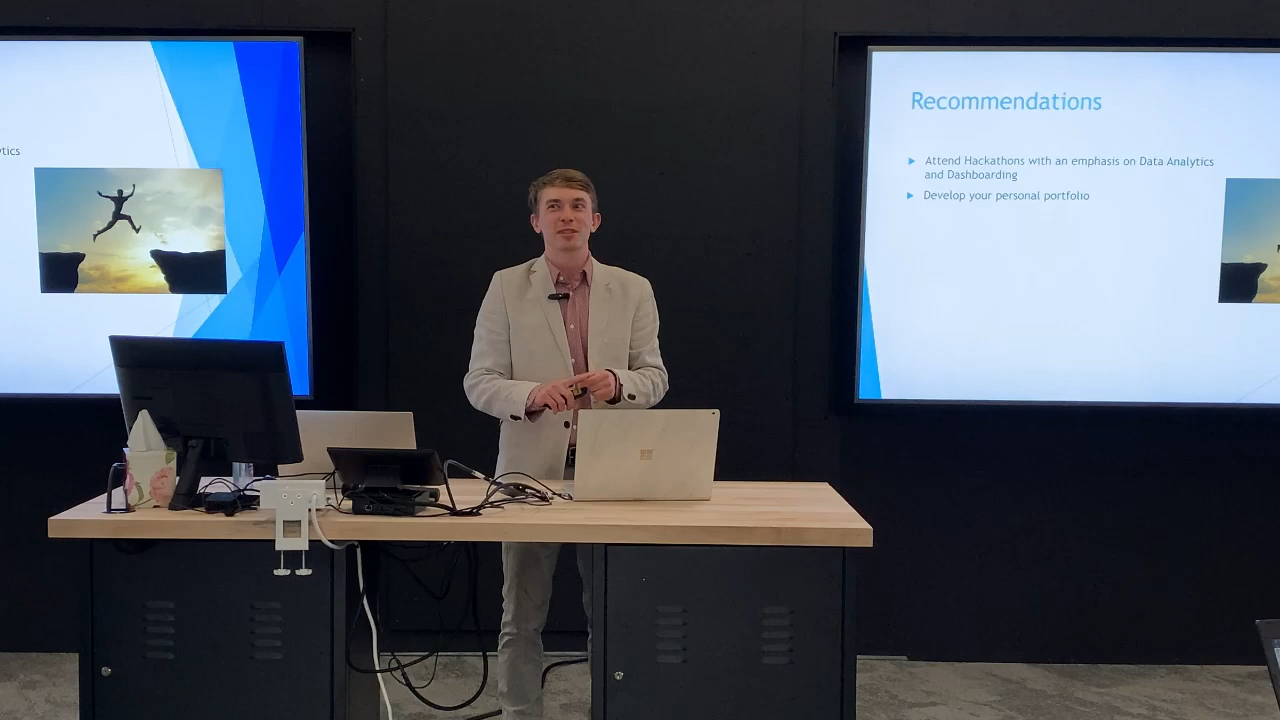 ytics
Recommendations
Attend Hackathons with an emphasis on Data Analytics
and Dashboarding
Develop your personal portfolio